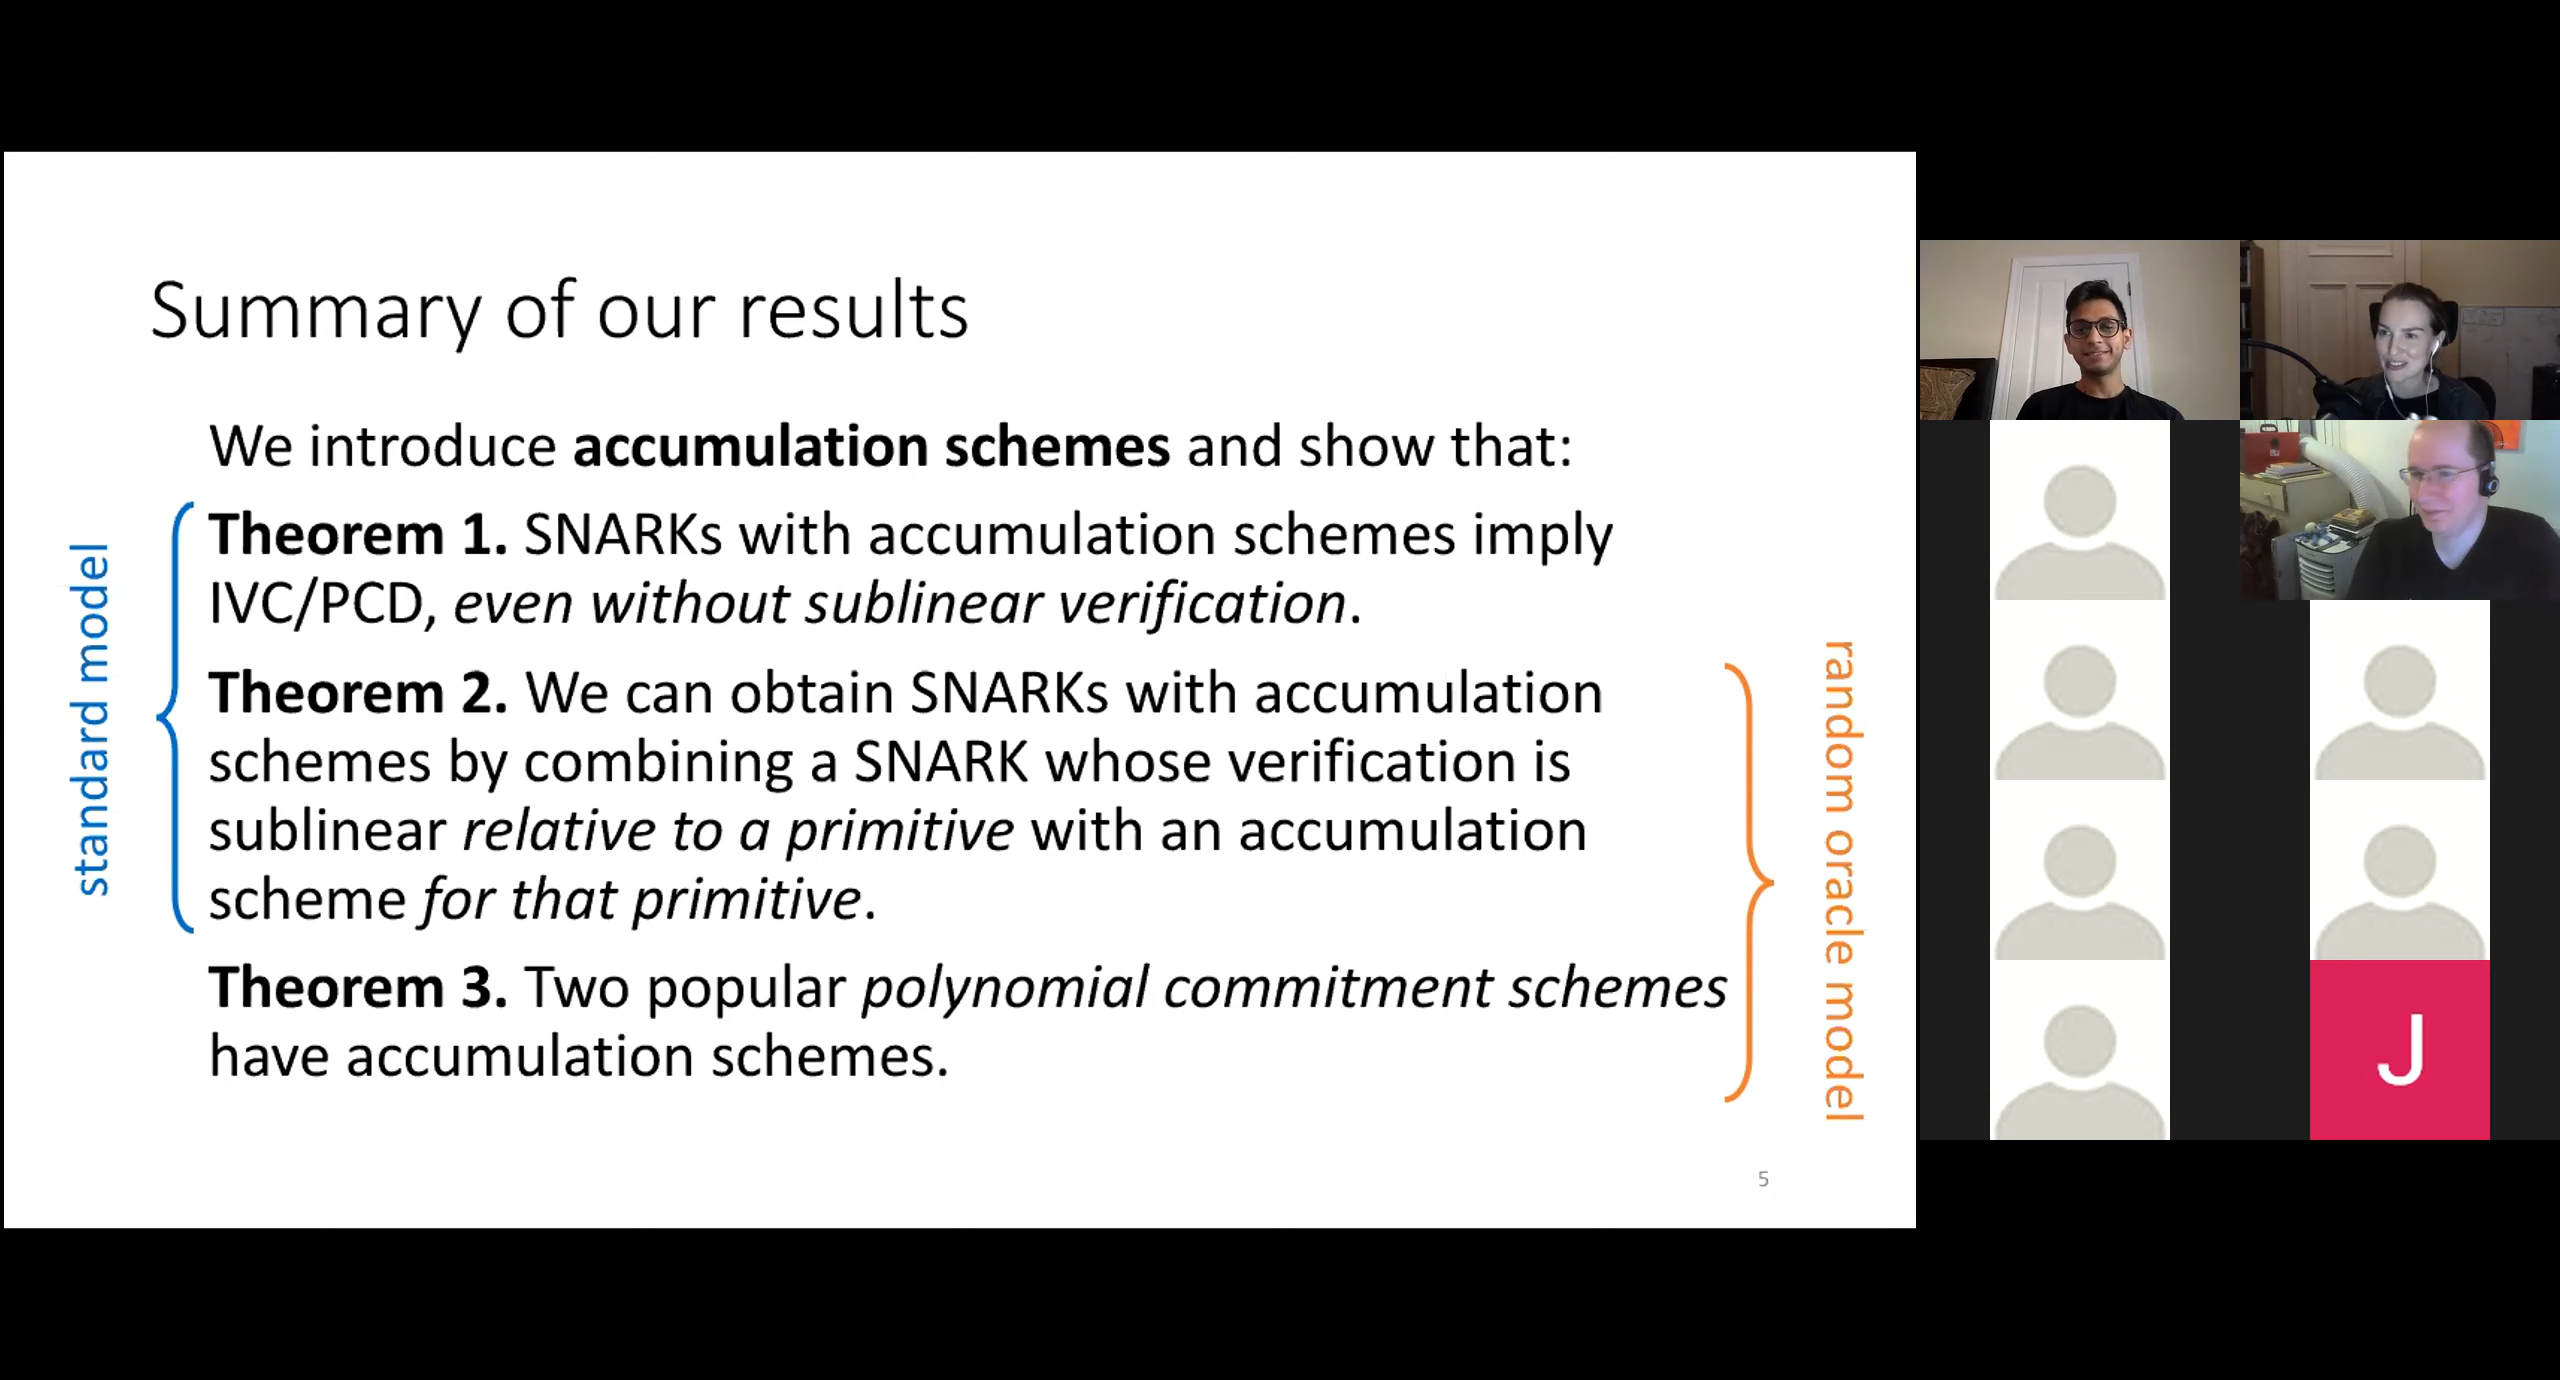 Summary of our results
We introduce accumulation schemes and show that:
standard model
Theorem 1. SNARKs with accumulation schemes imply
IVC/PCD, even without sublinear verification.
Theorem 2. We can obtain SNARKs with accumulation
schemes by combining a SNARK whose verification is
sublinear relative to a primitive with an accumulation
scheme for that primitive.
Theorem 3. Two popular polynomial commitment schemes
have accumulation schemes.
random oracle model
5
J